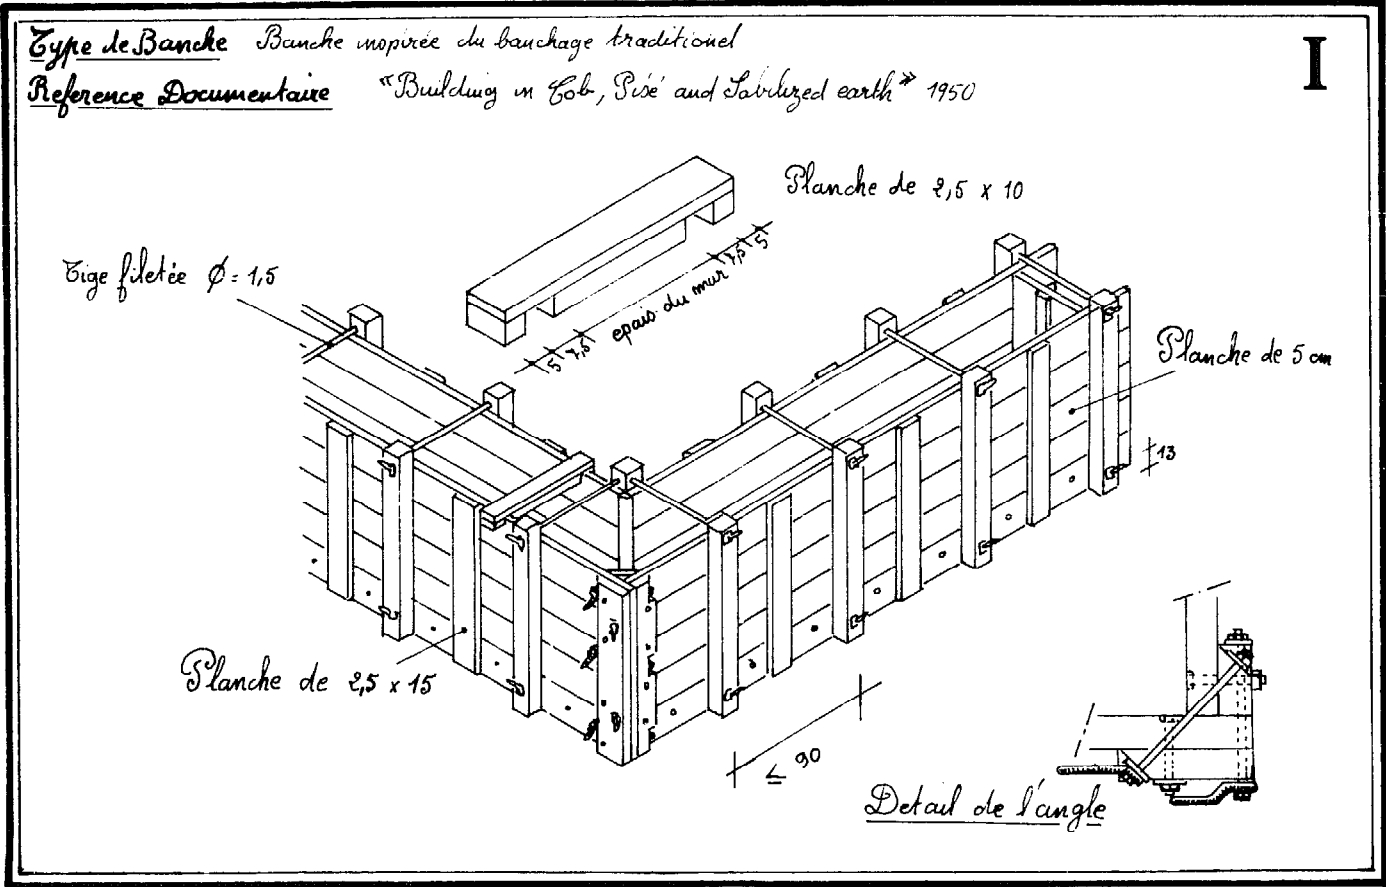 Type de Banche Banche inspirée du banchage traditionel
I
Reference Documentaire "Building in Cob, Pisé and Stabilized earth" 1950
Planche de 2,5 x 10
Tige filetée Ø = 1,5
5 7,5 epais du mur 7,5 5
Planche de 5 cm
13
Planche de 2,5 x 15
≤ 90
Detail de l'angle